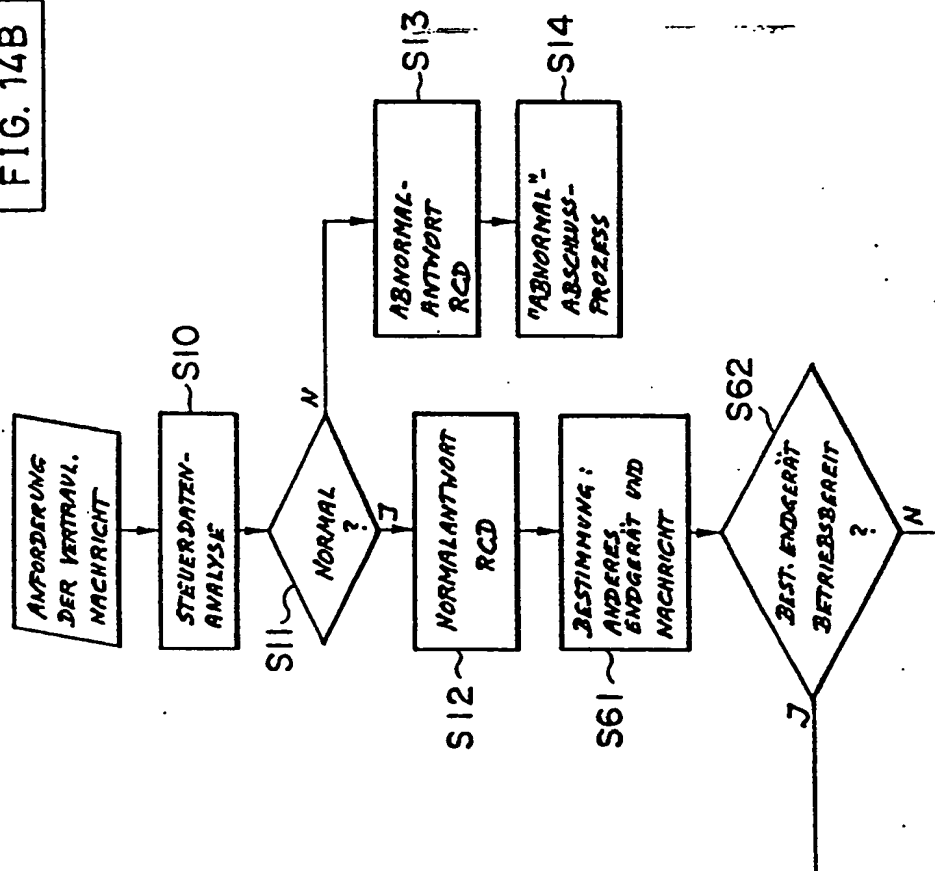 FIG. 14B
ANFORDERUNG
DER VERTRAUL.
NACHRICHT
S10
STEUERDATEN-
ANALYSE
S11
NORMAL
?
N
J
S13
ABNORMAL-
ANTWORT
RCD
S14
"ABNORMAL"-
ABSCHLUSS-
PROZESS
S12
NORMALANTWORT
RCD
S61
BESTIMMUNG:
ANDERES
ENDGERÄT UND
NACHRICHT
S62
BEST. ENDGERÄT
BETRIEBSBEREIT
?
J
N